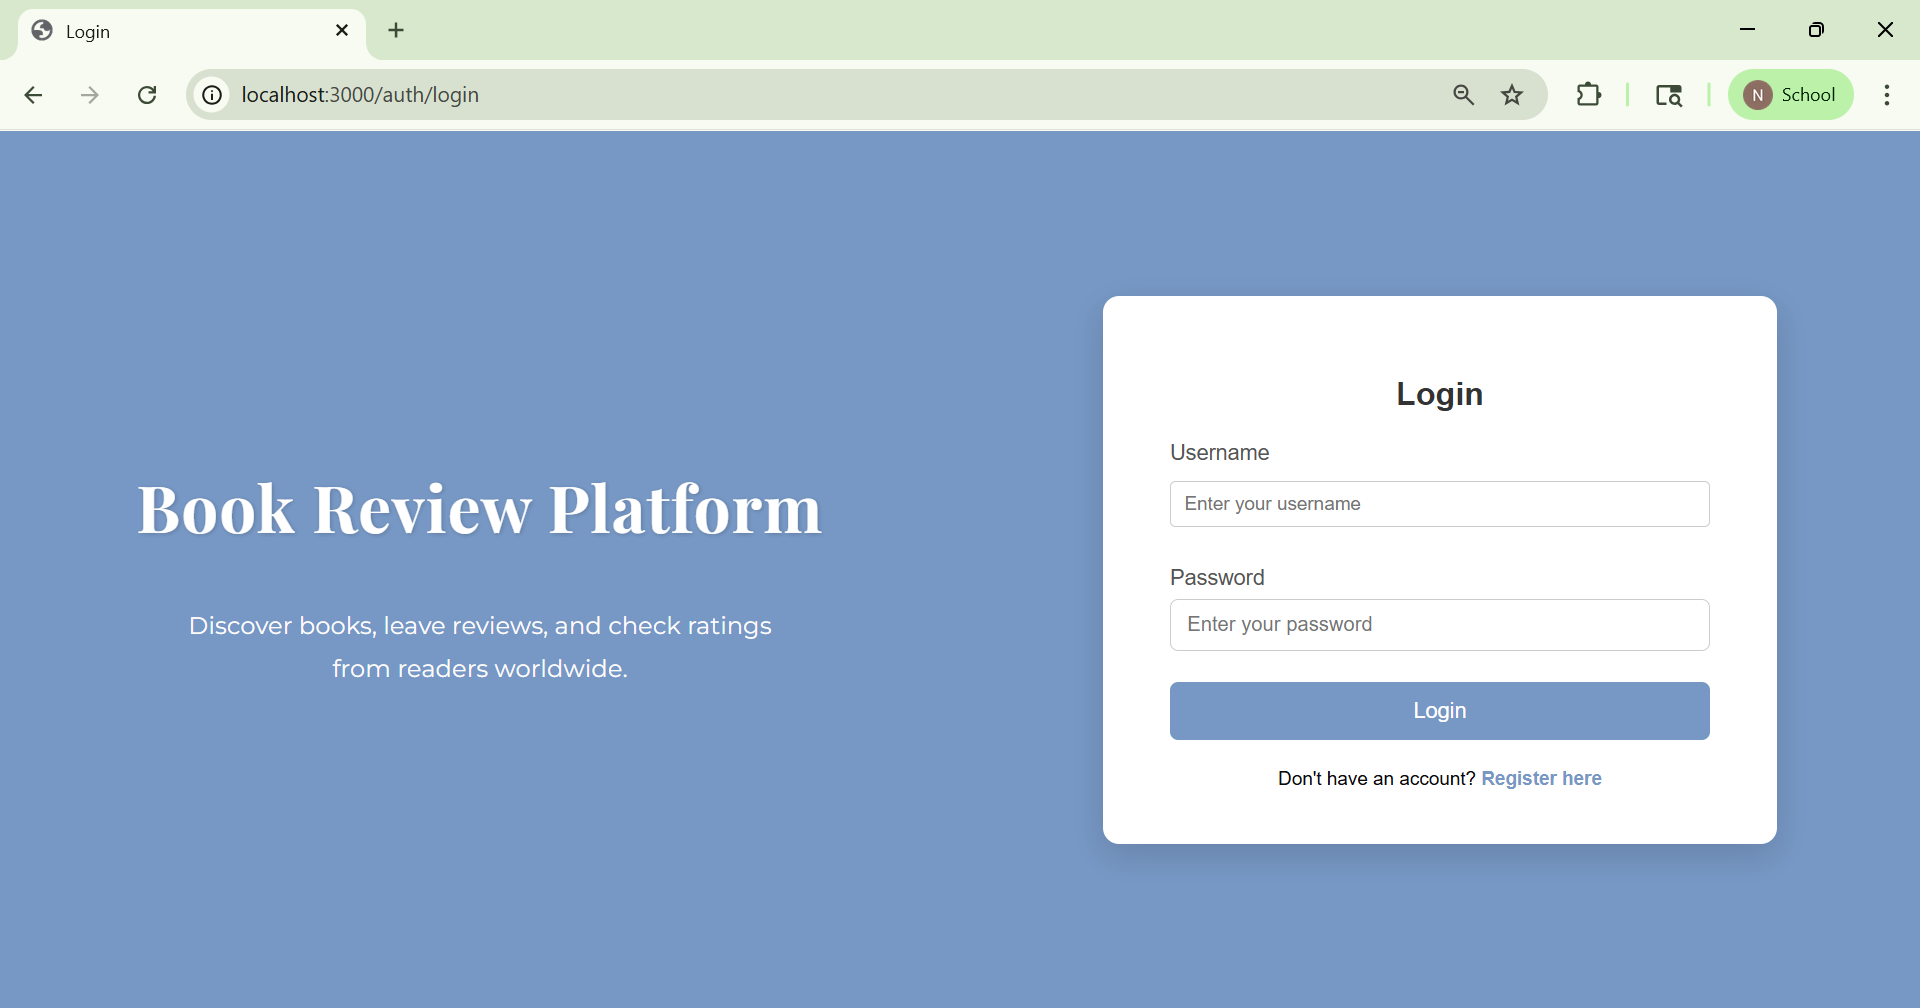 Login
localhost:3000/auth/login
N School
Book Review Platform
Discover books, leave reviews, and check ratings
from readers worldwide.
Login
Username
Enter your username
Password
Enter your password
Login
Don't have an account? Register here